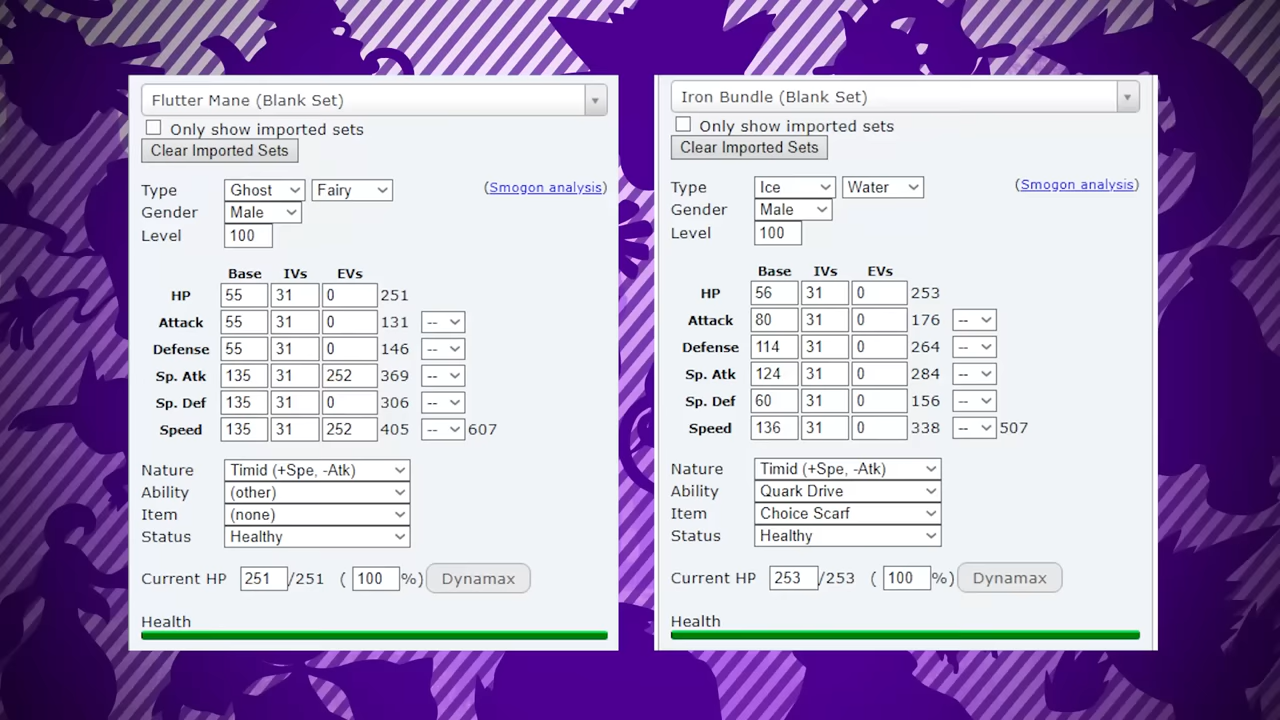 Flutter Mane (Blank Set)
Only show imported sets
Clear Imported Sets
Type Ghost Fairy (Smogon analysis)
Gender Male
Level 100
Base IVs EVs
HP 55 31 0 251
Attack 55 31 0 131 --
Defense 55 31 0 146 --
Sp. Atk 135 31 252 369 --
Sp. Def 135 31 0 306 --
Speed 135 31 252 405 -- 607
Nature Timid (+Spe, -Atk)
Ability (other)
Item (none)
Status Healthy
Current HP 251/251 (100%) Dynamax
Health
Iron Bundle (Blank Set)
Only show imported sets
Clear Imported Sets
Type Ice Water (Smogon analysis)
Gender Male
Level 100
Base IVs EVs
HP 56 31 0 253
Attack 80 31 0 176 --
Defense 114 31 0 264 --
Sp. Atk 124 31 0 284 --
Sp. Def 60 31 0 156 --
Speed 136 31 0 338 -- 507
Nature Timid (+Spe, -Atk)
Ability Quark Drive
Item Choice Scarf
Status Healthy
Current HP 253/253 (100%) Dynamax
Health